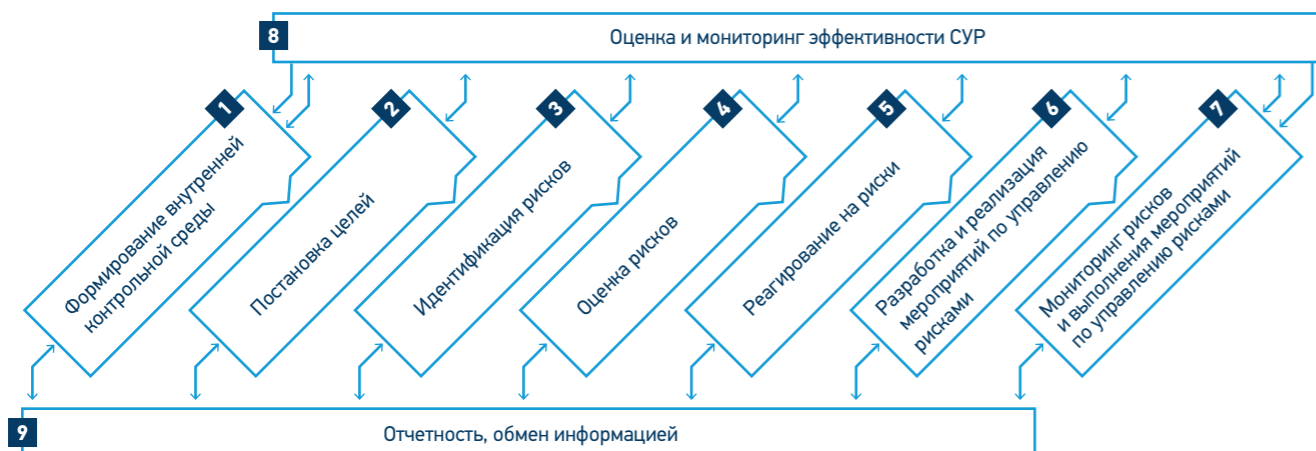 8
Оценка и мониторинг эффективности СУР
1
Формирование внутренней
контрольной среды
2
Постановка целей
3
Идентификация рисков
4
Оценка рисков
5
Реагирование на риски
6
Разработка и реализация
мероприятий по управлению
рисками
7
Мониторинг рисков
и выполнения мероприятий
по управлению рисками
9
Отчетность, обмен информацией